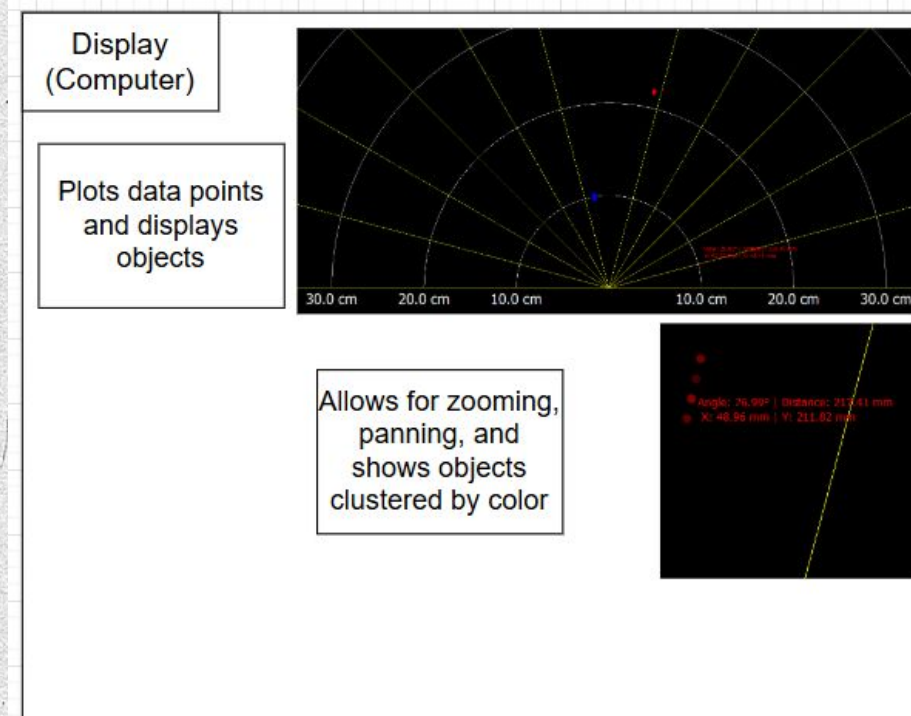 Display
(Computer)
Plots data points
and displays
objects
30.0 cm 20.0 cm 10.0 cm 10.0 cm 20.0 cm 30.0 cm
Allows for zooming,
panning, and
shows objects
clustered by color
Angle: 76.99° | Distance: mm
X: 48.96 mm | Y: 211.82 mm